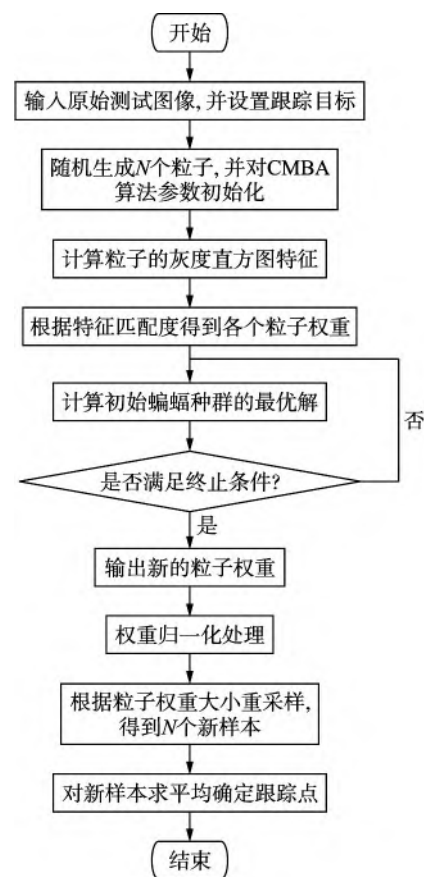 开始
输入原始测试图像,并设置跟踪目标
随机生成N个粒子,并对CMBA
算法参数初始化
计算粒子的灰度直方图特征
根据特征匹配度得到各个粒子权重
计算初始蝙蝠种群的最优解
否
是否满足终止条件?
是
输出新的粒子权重
权重归一化处理
根据粒子权重大小重采样,
得到N个新样本
对新样本求平均确定跟踪点
结束